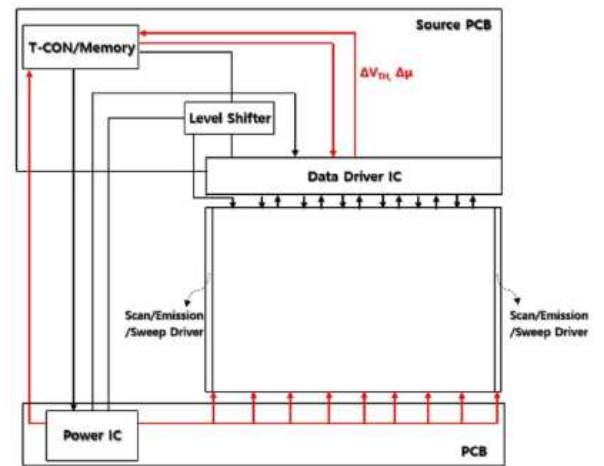 Source PCB
T-CON/Memory
ΔVTH, Δμ
Level Shifter
Data Driver IC
Scan/Emission
/Sweep Driver
Scan/Emission
/Sweep Driver
Power IC
PCB